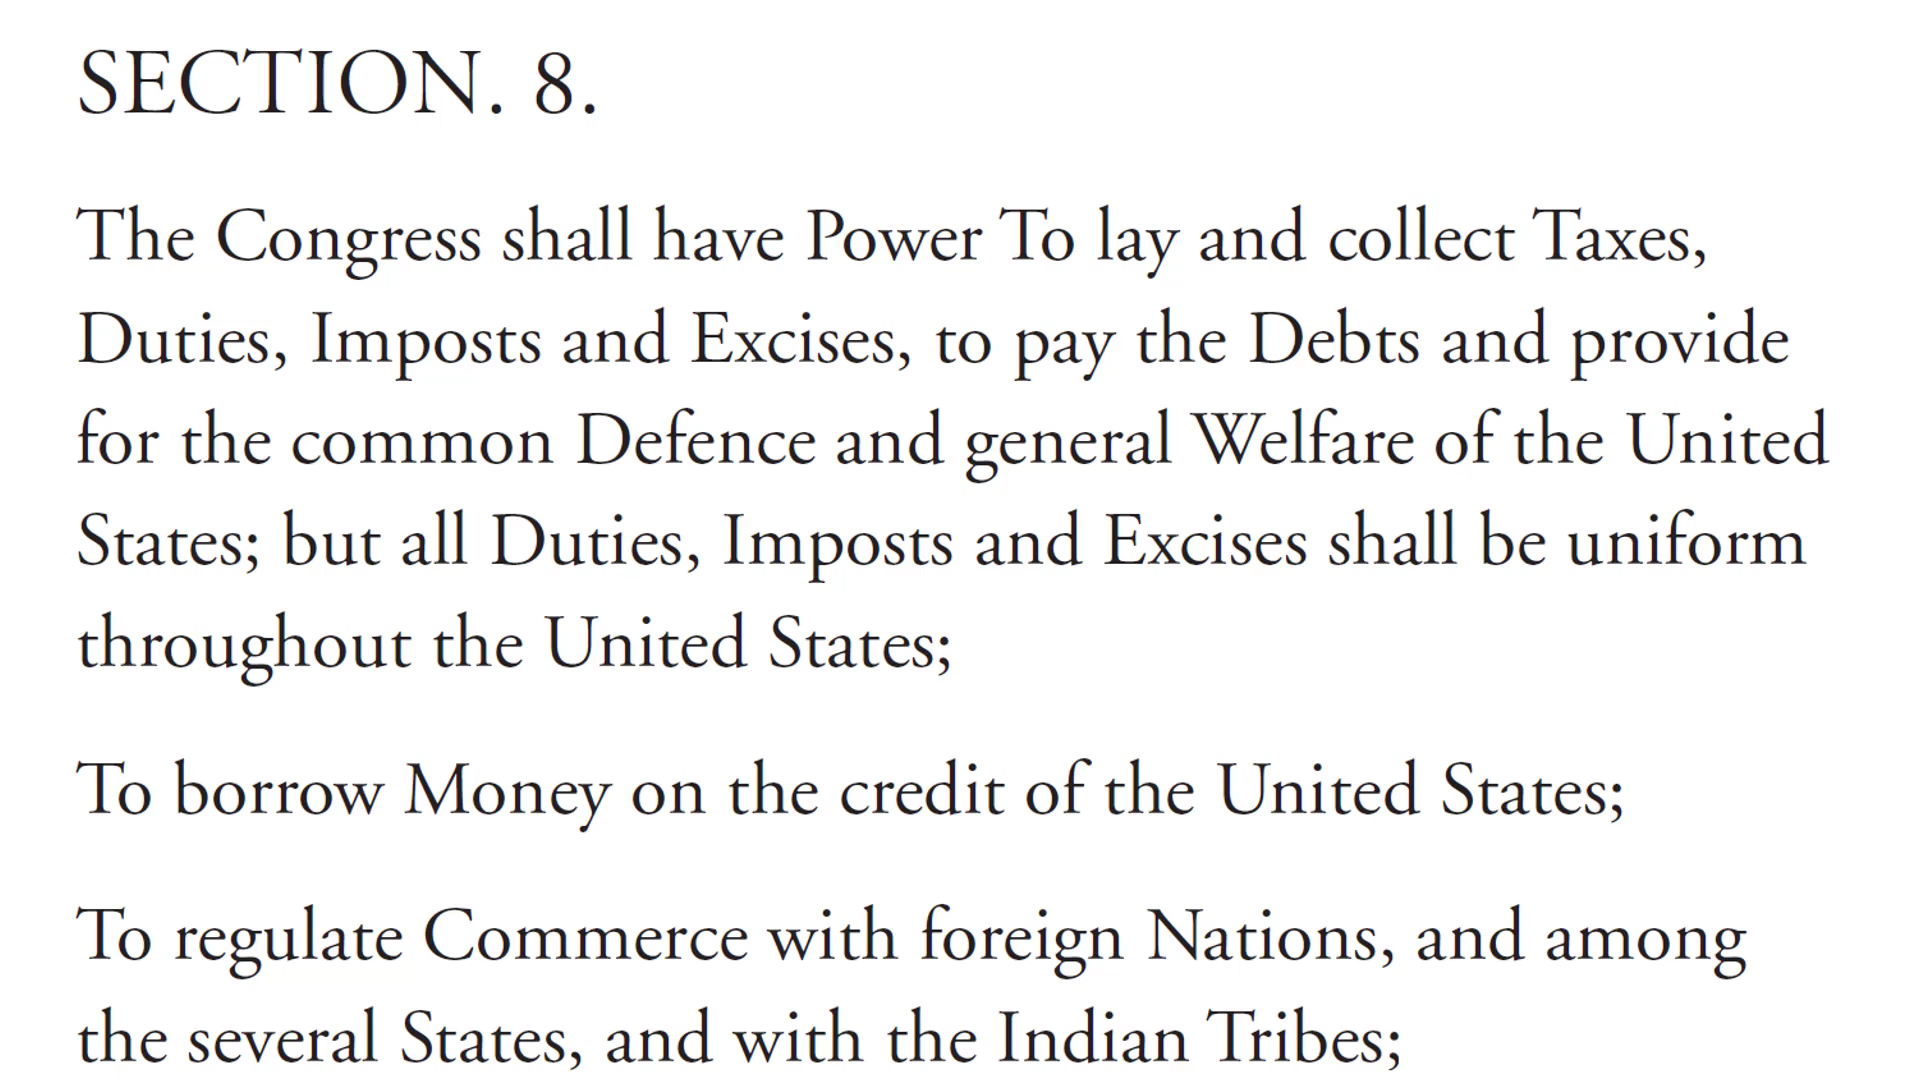 SECTION. 8.
The Congress shall have Power To lay and collect Taxes,
Duties, Imposts and Excises, to pay the Debts and provide
for the common Defence and general Welfare of the United
States; but all Duties, Imposts and Excises shall be uniform
throughout the United States;
To borrow Money on the credit of the United States;
To regulate Commerce with foreign Nations, and among
the several States, and with the Indian Tribes;